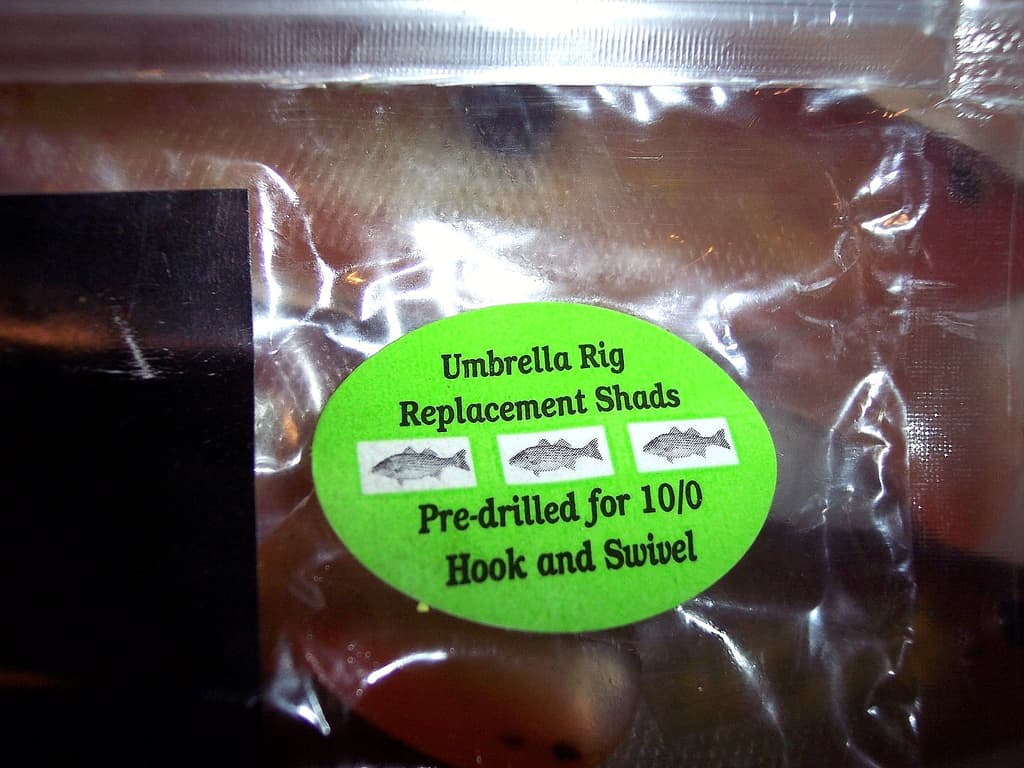 Umbrella Rig
Replacement Shads
Pre-drilled for 10/0
Hook and Swivel